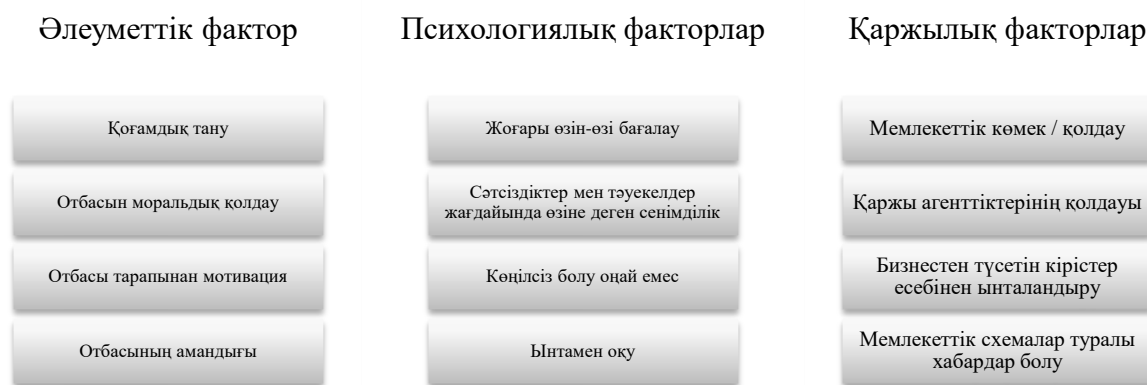 Әлеуметтік фактор
Қоғамдық тану
Отбасын моральдық қолдау
Отбасы тарапынан мотивация
Отбасының амандығы
Психологиялық факторлар
Жоғары өзін-өзі бағалау
Сәтсіздіктер мен тәуекелдер
жағдайында өзіне деген сенімділік
Көңілсіз болу оңай емес
Ынтамен оқу
Қаржылық факторлар
Мемлекеттік көмек / қолдау
Қаржы агенттіктерінің қолдауы
Бизнестен түсетін кірістер
есебінен ынталандыру
Мемлекеттік схемалар туралы
хабардар болу